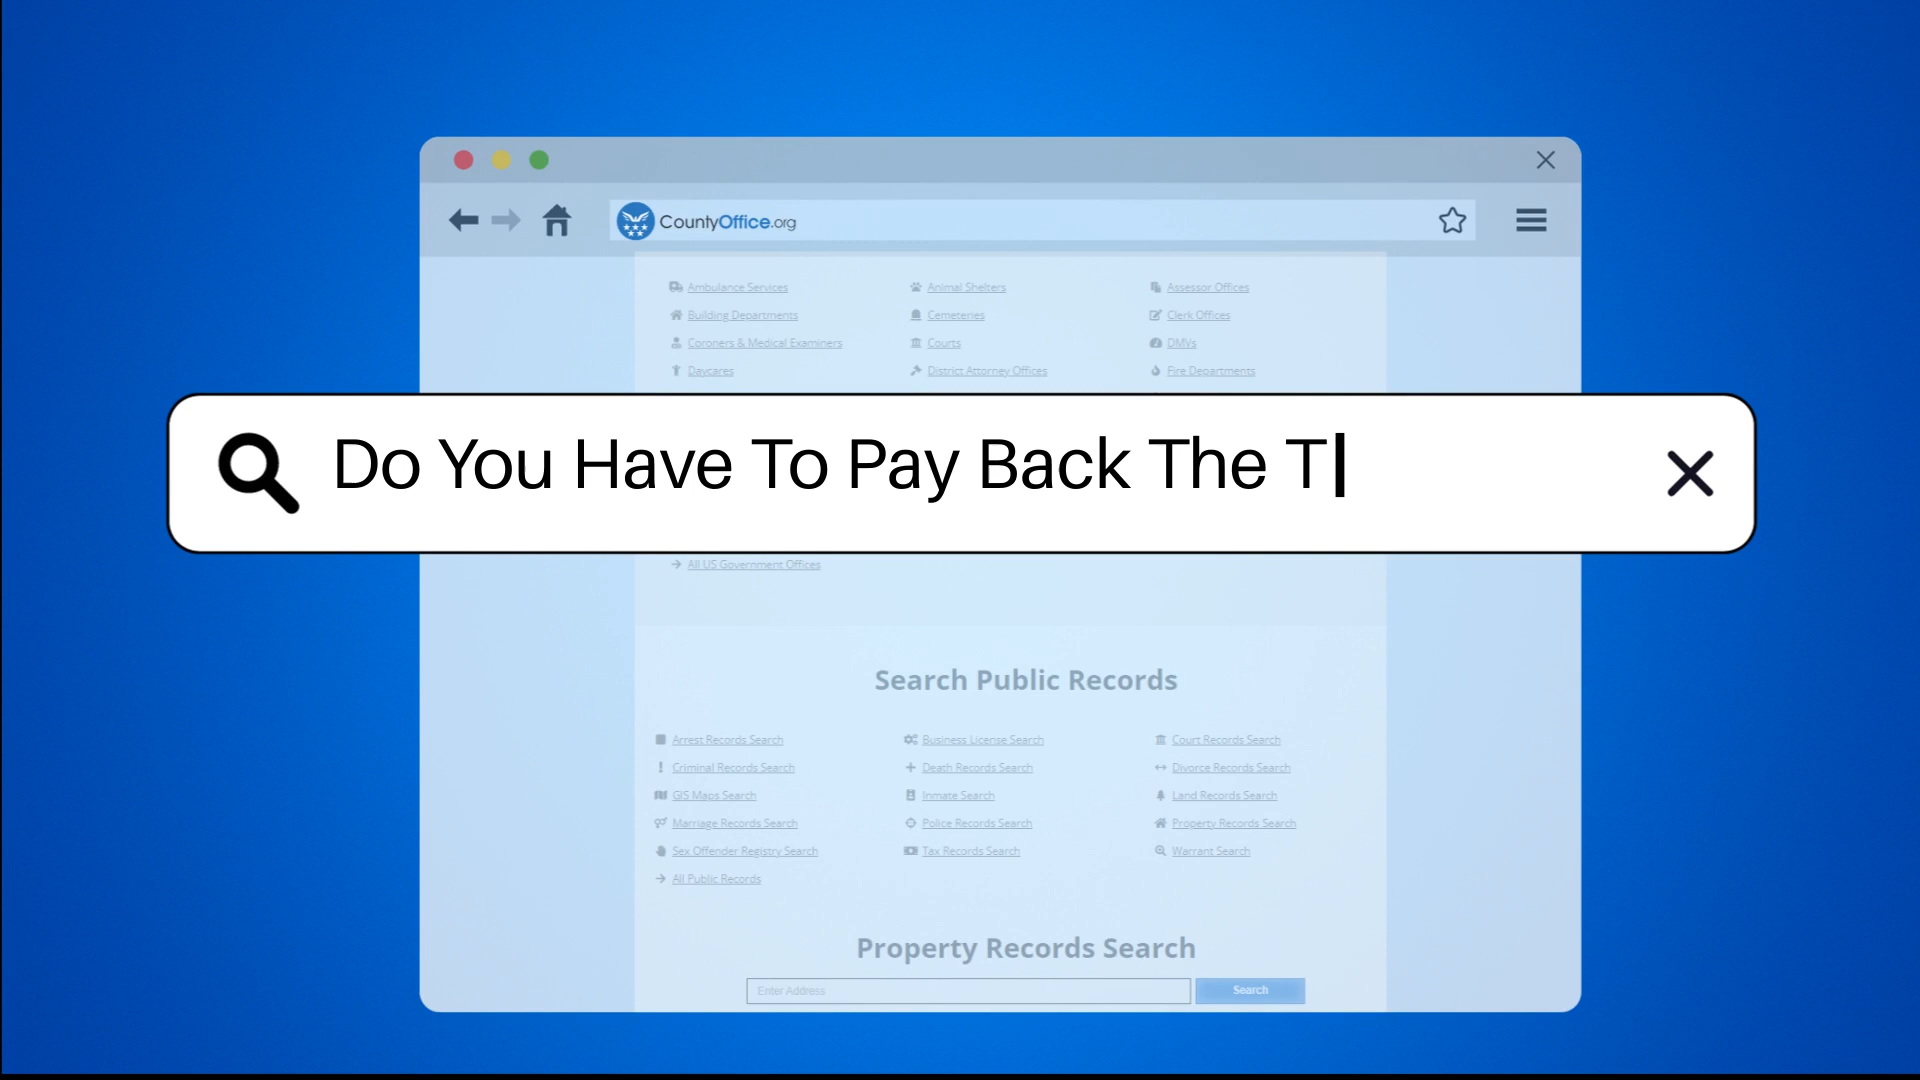 CountyOffice.org
Ambulance Services Animal Shelters Assessor Offices
Building Departments Cemeteries Clerk Offices
Coroners & Medical Examiners Courts DMVs
Daycares District Attorney Offices Fire Departments
Do You Have To Pay Back The T
All US Government Offices
Search Public Records
Arrest Records Search Business License Search Court Records Search
Criminal Records Search Death Records Search Divorce Records Search
GIS Maps Search Inmate Search Land Records Search
Marriage Records Search Police Records Search Property Records Search
Sex Offender Registry Search Tax Records Search Warrant Search
All Public Records
Property Records Search
Enter Address Search